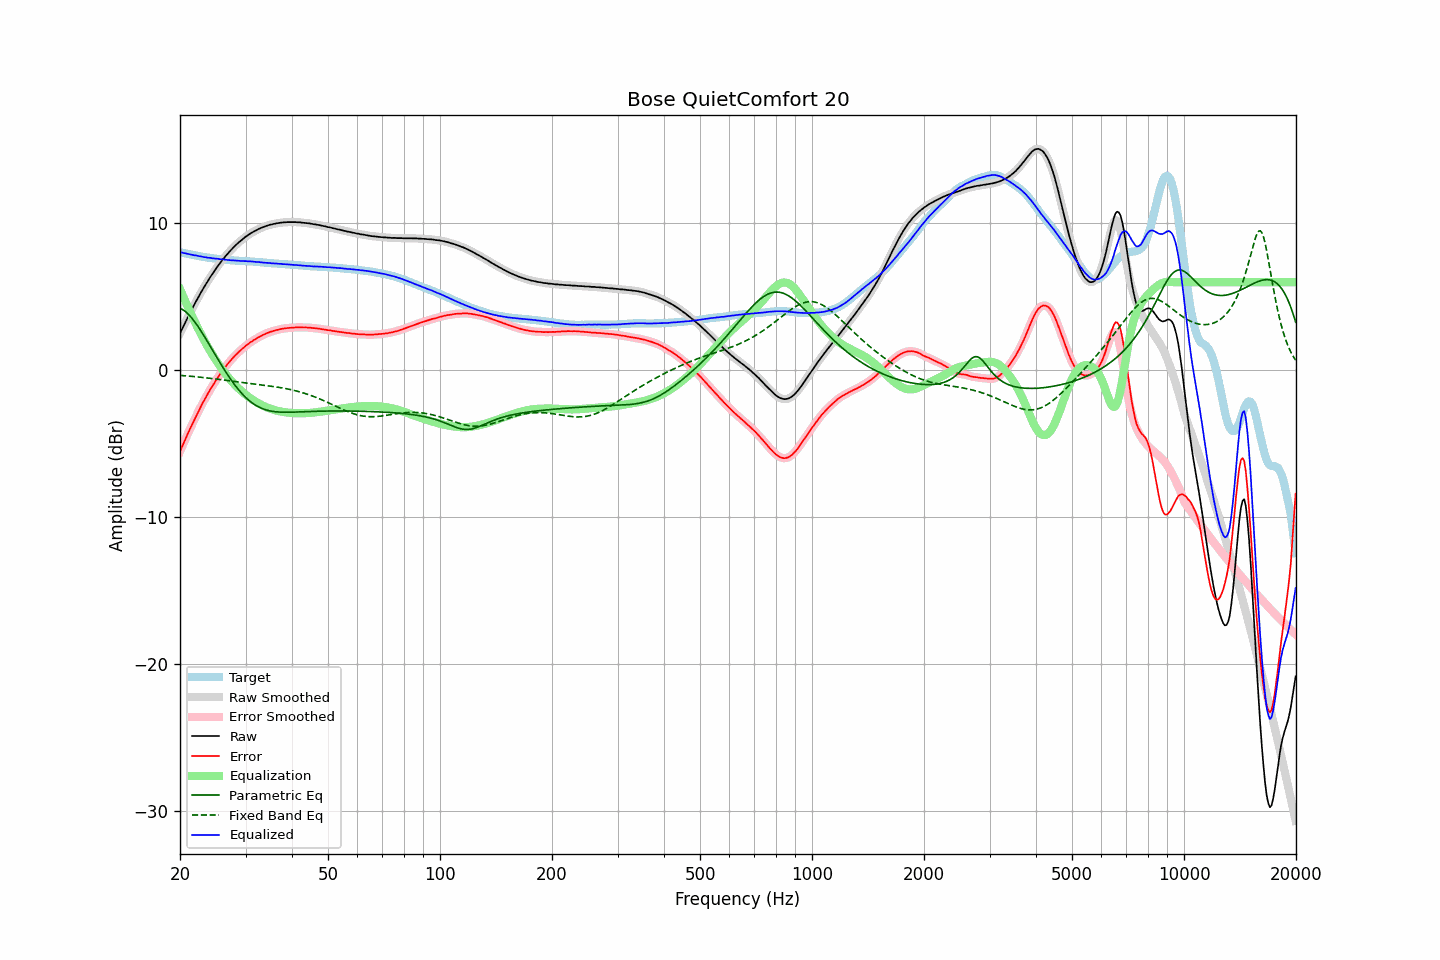 Bose QuietComfort 20
Amplitude (dBr)
10
0
−10
−20
−30
Target
Raw Smoothed
Error Smoothed
Raw
Error
Equalization
Parametric Eq
Fixed Band Eq
Equalized
20 50 100 200 500 1000 2000 5000 10000 20000
Frequency (Hz)